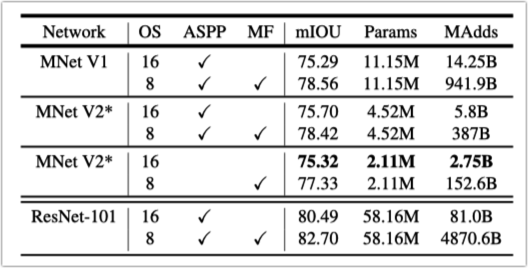 Network OS ASPP MF mIOU Params MAdds
MNet V1 16 ✓ 75.29 11.15M 14.25B
8 ✓ ✓ 78.56 11.15M 941.9B
MNet V2* 16 ✓ 75.70 4.52M 5.8B
8 ✓ ✓ 78.42 4.52M 387B
MNet V2* 16 75.32 2.11M 2.75B
8 ✓ 77.33 2.11M 152.6B
ResNet-101 16 ✓ 80.49 58.16M 81.0B
8 ✓ ✓ 82.70 58.16M 4870.6B